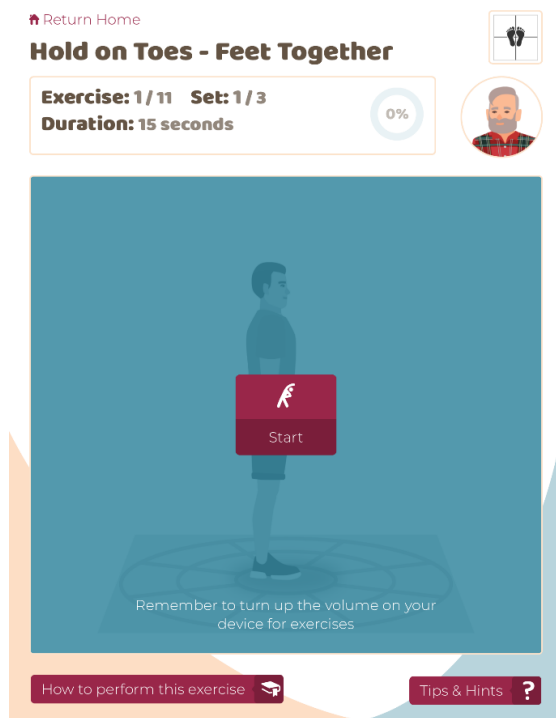 Return Home
Hold on Toes - Feet Together
Exercise: 1 / 11 Set: 1 / 3
Duration: 15 seconds
0%
Start
Remember to turn up the volume on your
device for exercises
How to perform this exercise
Tips & Hints ?